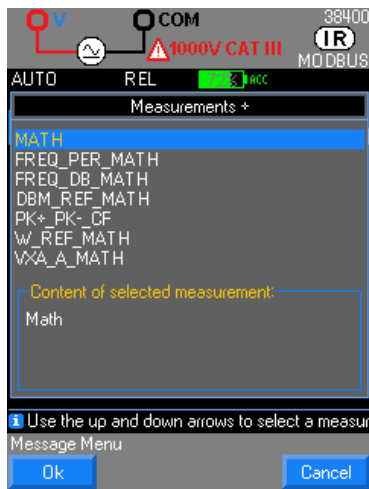 V COM 38400
IR
1000V CAT III MODBUS
AUTO REL ACC
Measurements +
MATH
FREQ_PER_MATH
FREQ_DB_MATH
DBM_REF_MATH
PK+_PK-_CF
W_REF_MATH
VXA_A_MATH
Content of selected measurement:
Math
i Use the up and down arrows to select a measur
Message Menu
Ok Cancel